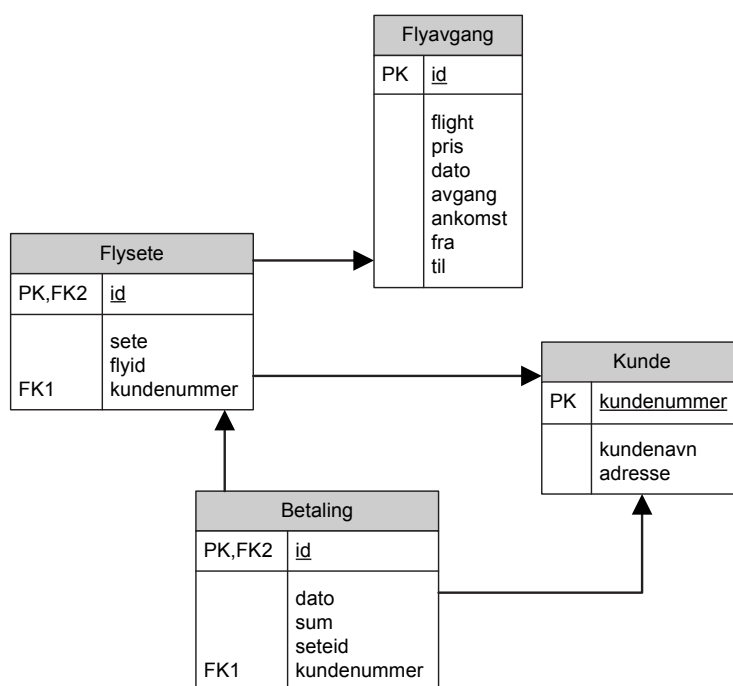 Flyavgang
PK id
flight
pris
dato
avgang
ankomst
fra
til
Flysete
PK,FK2 id
sete
flyid
FK1 kundenummer
Kunde
PK kundenummer
kundenavn
adresse
Betaling
PK,FK2 id
dato
sum
seteid
FK1 kundenummer